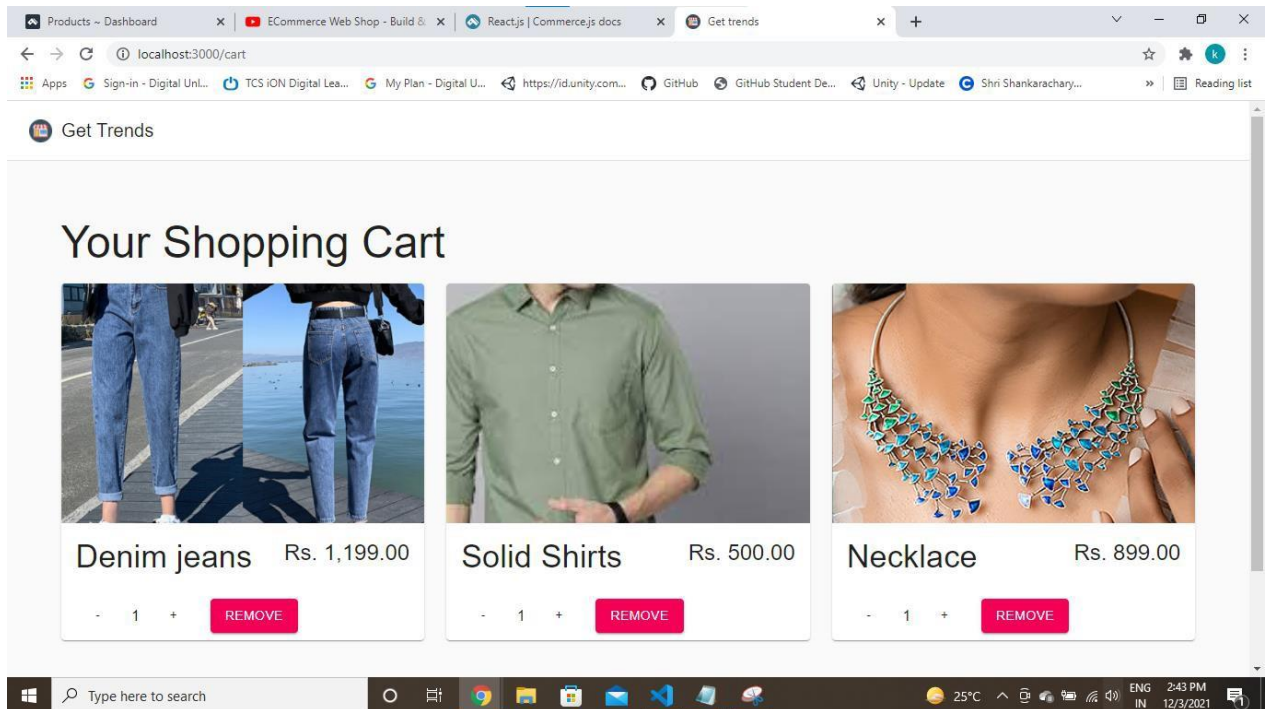 Products ~ Dashboard
ECommerce Web Shop - Build &
React.js | Commerce.js docs
Get trends
localhost:3000/cart
k
Apps
Sign-in - Digital Unl...
TCS iON Digital Lea...
My Plan - Digital U...
https://id.unity.com...
GitHub
GitHub Student De...
Unity - Update
Shri Shankarachary...
»
Reading list
Get Trends
Your Shopping Cart
Denim jeans Rs. 1,199.00
- 1 + REMOVE
Solid Shirts Rs. 500.00
- 1 + REMOVE
Necklace Rs. 899.00
- 1 + REMOVE
Type here to search
25°C
ENG
IN
2:43 PM
12/3/2021
1